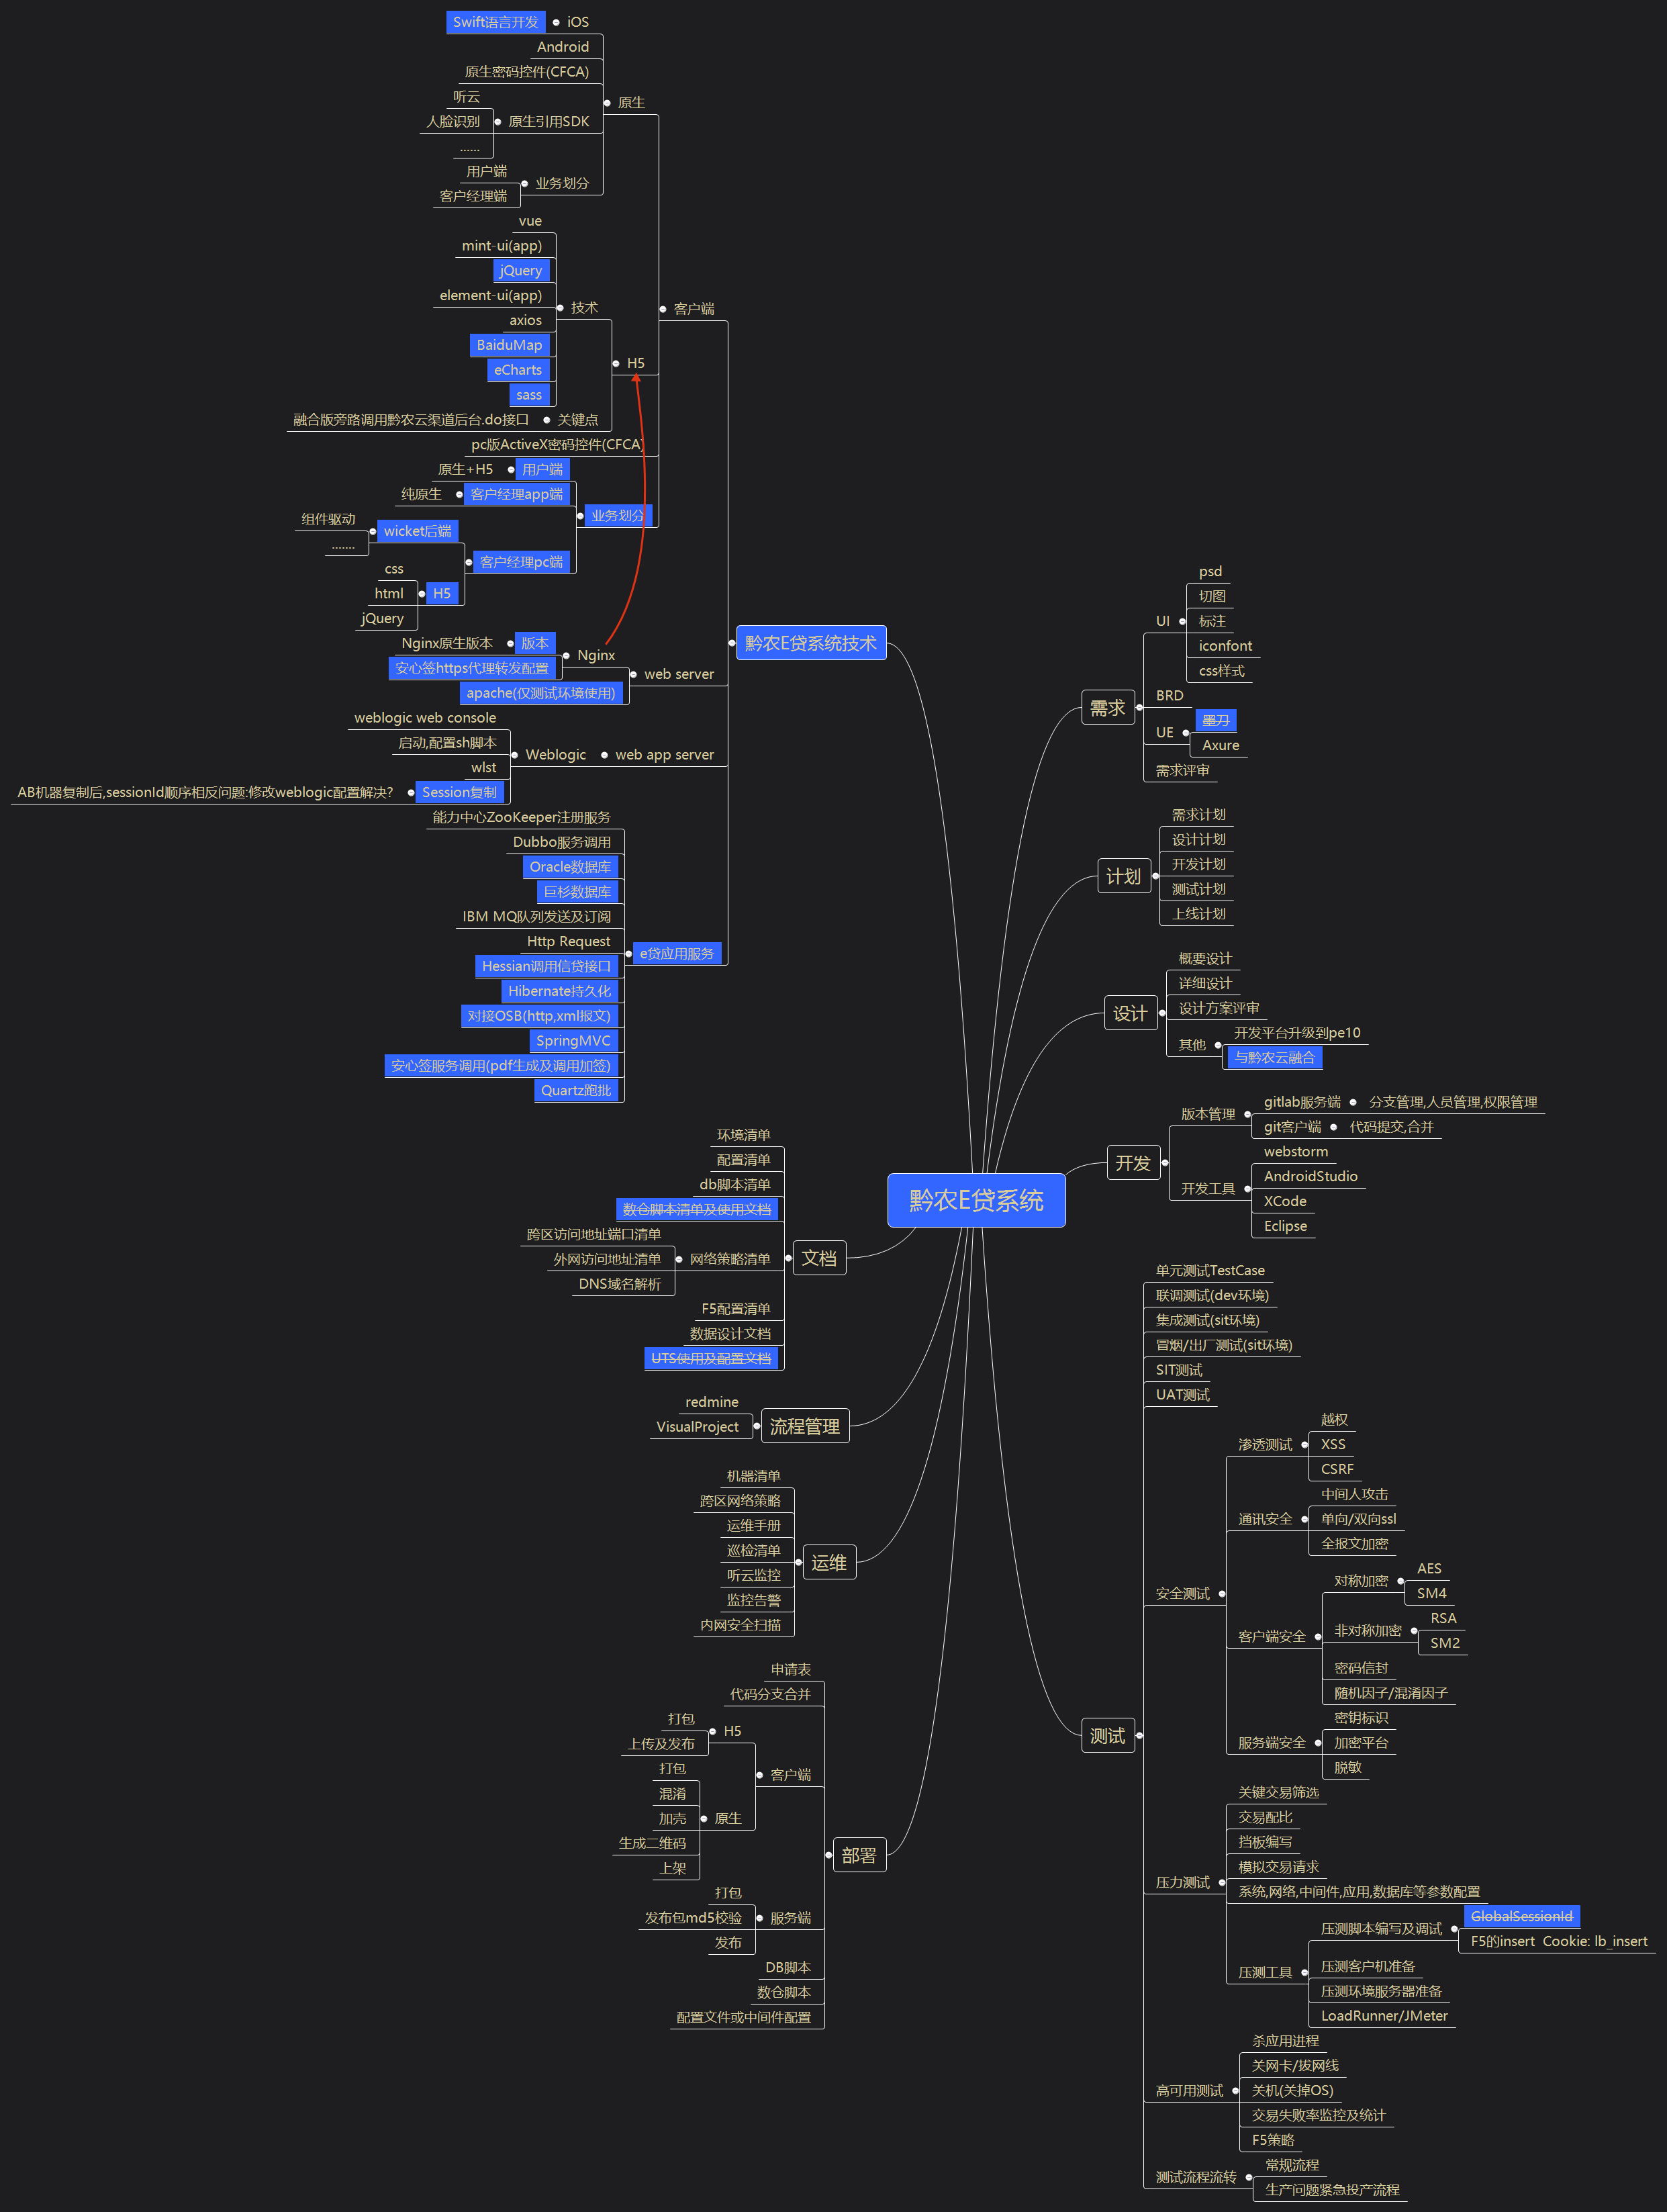 黔农E贷系统
黔农E贷系统技术
客户端
原生
Swift语言开发
iOS
Android
原生密码控件(CFCA)
听云
人脸识别
原生引用SDK
......
用户端
业务划分
客户经理端
H5
技术
vue
mint-ui(app)
jQuery
element-ui(app)
axios
BaiduMap
eCharts
sass
融合版旁路调用黔农云渠道后台.do接口
关键点
pc版ActiveX密码控件(CFCA)
业务划分
原生+H5
用户端
纯原生
客户经理app端
客户经理pc端
组件驱动
wicket后端
.......
css
html
H5
jQuery
web server
Nginx
Nginx原生版本
版本
安心签https代理转发配置
apache(仅测试环境使用)
web app server
Weblogic
weblogic web console
启动,配置sh脚本
wlst
AB机器复制后,sessionId顺序相反问题:修改weblogic配置解决?
Session复制
e贷应用服务
能力中心ZooKeeper注册服务
Dubbo服务调用
Oracle数据库
巨杉数据库
IBM MQ队列发送及订阅
Http Request
Hessian调用信贷接口
Hibernate持久化
对接OSB(http,xml报文)
SpringMVC
安心签服务调用(pdf生成及调用加签)
Quartz跑批
文档
环境清单
配置清单
db脚本清单
数仓脚本清单及使用文档
跨区访问地址端口清单
外网访问地址清单
网络策略清单
DNS域名解析
F5配置清单
数据设计文档
UTS使用及配置文档
流程管理
redmine
VisualProject
运维
机器清单
跨区网络策略
运维手册
巡检清单
听云监控
监控告警
内网安全扫描
部署
申请表
代码分支合并
客户端
打包
H5
上传及发布
打包
混淆
加壳
原生
生成二维码
上架
打包
发布包md5校验
服务端
发布
DB脚本
数仓脚本
配置文件或中间件配置
需求
UI
psd
切图
标注
iconfont
css样式
BRD
UE
墨刀
Axure
需求评审
计划
需求计划
设计计划
开发计划
测试计划
上线计划
设计
概要设计
详细设计
设计方案评审
其他
开发平台升级到pe10
与黔农云融合
开发
版本管理
gitlab服务端
分支管理,人员管理,权限管理
git客户端
代码提交,合并
开发工具
webstorm
AndroidStudio
XCode
Eclipse
测试
单元测试TestCase
联调测试(dev环境)
集成测试(sit环境)
冒烟/出厂测试(sit环境)
SIT测试
UAT测试
安全测试
渗透测试
越权
XSS
CSRF
通讯安全
中间人攻击
单向/双向ssl
全报文加密
客户端安全
对称加密
AES
SM4
非对称加密
RSA
SM2
密码信封
随机因子/混淆因子
服务端安全
密钥标识
加密平台
脱敏
压力测试
关键交易筛选
交易配比
挡板编写
模拟交易请求
系统,网络,中间件,应用,数据库等参数配置
压测工具
压测脚本编写及调试
GlobalSessionId
F5的insert  Cookie: lb_insert
压测客户机准备
压测环境服务器准备
LoadRunner/JMeter
高可用测试
杀应用进程
关网卡/拔网线
关机(关掉OS)
交易失败率监控及统计
F5策略
测试流程流转
常规流程
生产问题紧急投产流程